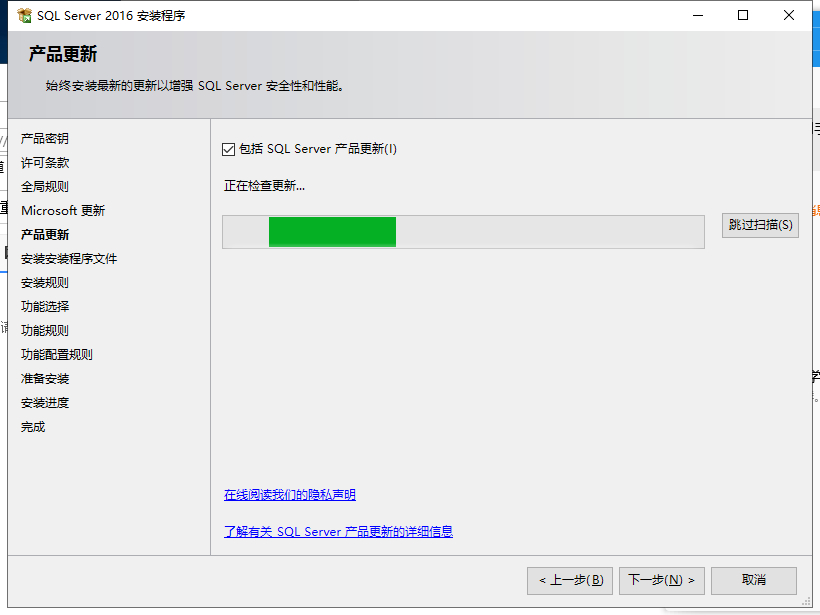 SQL Server 2016 安装程序
产品更新
始终安装最新的更新以增强 SQL Server 安全性和性能。
产品密钥
许可条款
全局规则
Microsoft 更新
产品更新
安装安装程序文件
安装规则
功能选择
功能规则
功能配置规则
准备安装
安装进度
完成
包括 SQL Server 产品更新(I)
正在检查更新...
跳过扫描(S)
在线阅读我们的隐私声明
了解有关 SQL Server 产品更新的详细信息
< 上一步(B)
下一步(N) >
取消